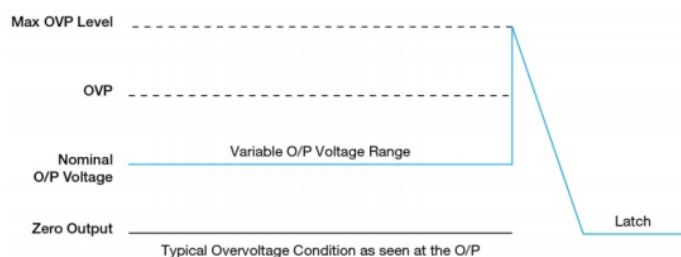 Max OVP Level
OVP
Variable O/P Voltage Range
Nominal
O/P Voltage
Latch
Zero Output
Typical Overvoltage Condition as seen at the O/P